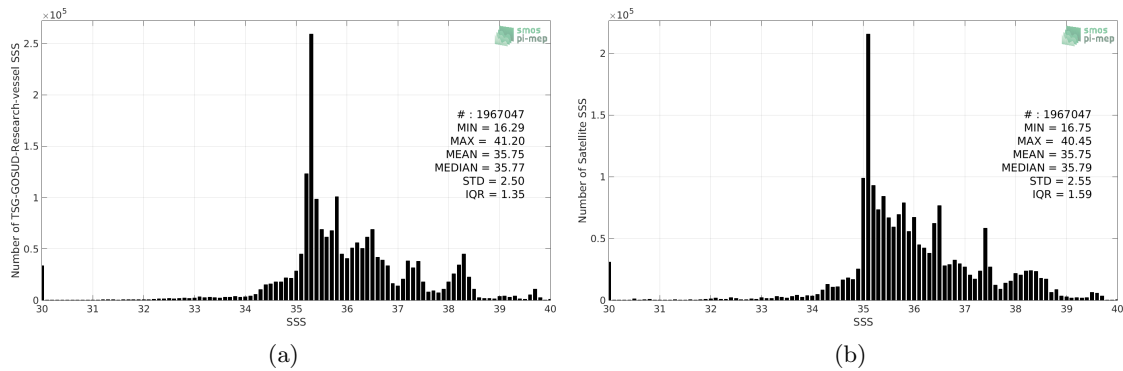 ×10⁵
smos
pi-mep
2.5
2
1.5
1
0.5
0
Number of TSG-GOSUD-Research-vessel SSS
# : 1967047
MIN = 16.29
MAX = 41.20
MEAN = 35.75
MEDIAN = 35.77
STD = 2.50
IQR = 1.35
30 31 32 33 34 35 36 37 38 39 40
SSS
(a)
×10⁵
smos
pi-mep
2
1.5
1
0.5
0
Number of Satellite SSS
# : 1967047
MIN = 16.75
MAX = 40.45
MEAN = 35.75
MEDIAN = 35.79
STD = 2.55
IQR = 1.59
30 31 32 33 34 35 36 37 38 39 40
SSS
(b)